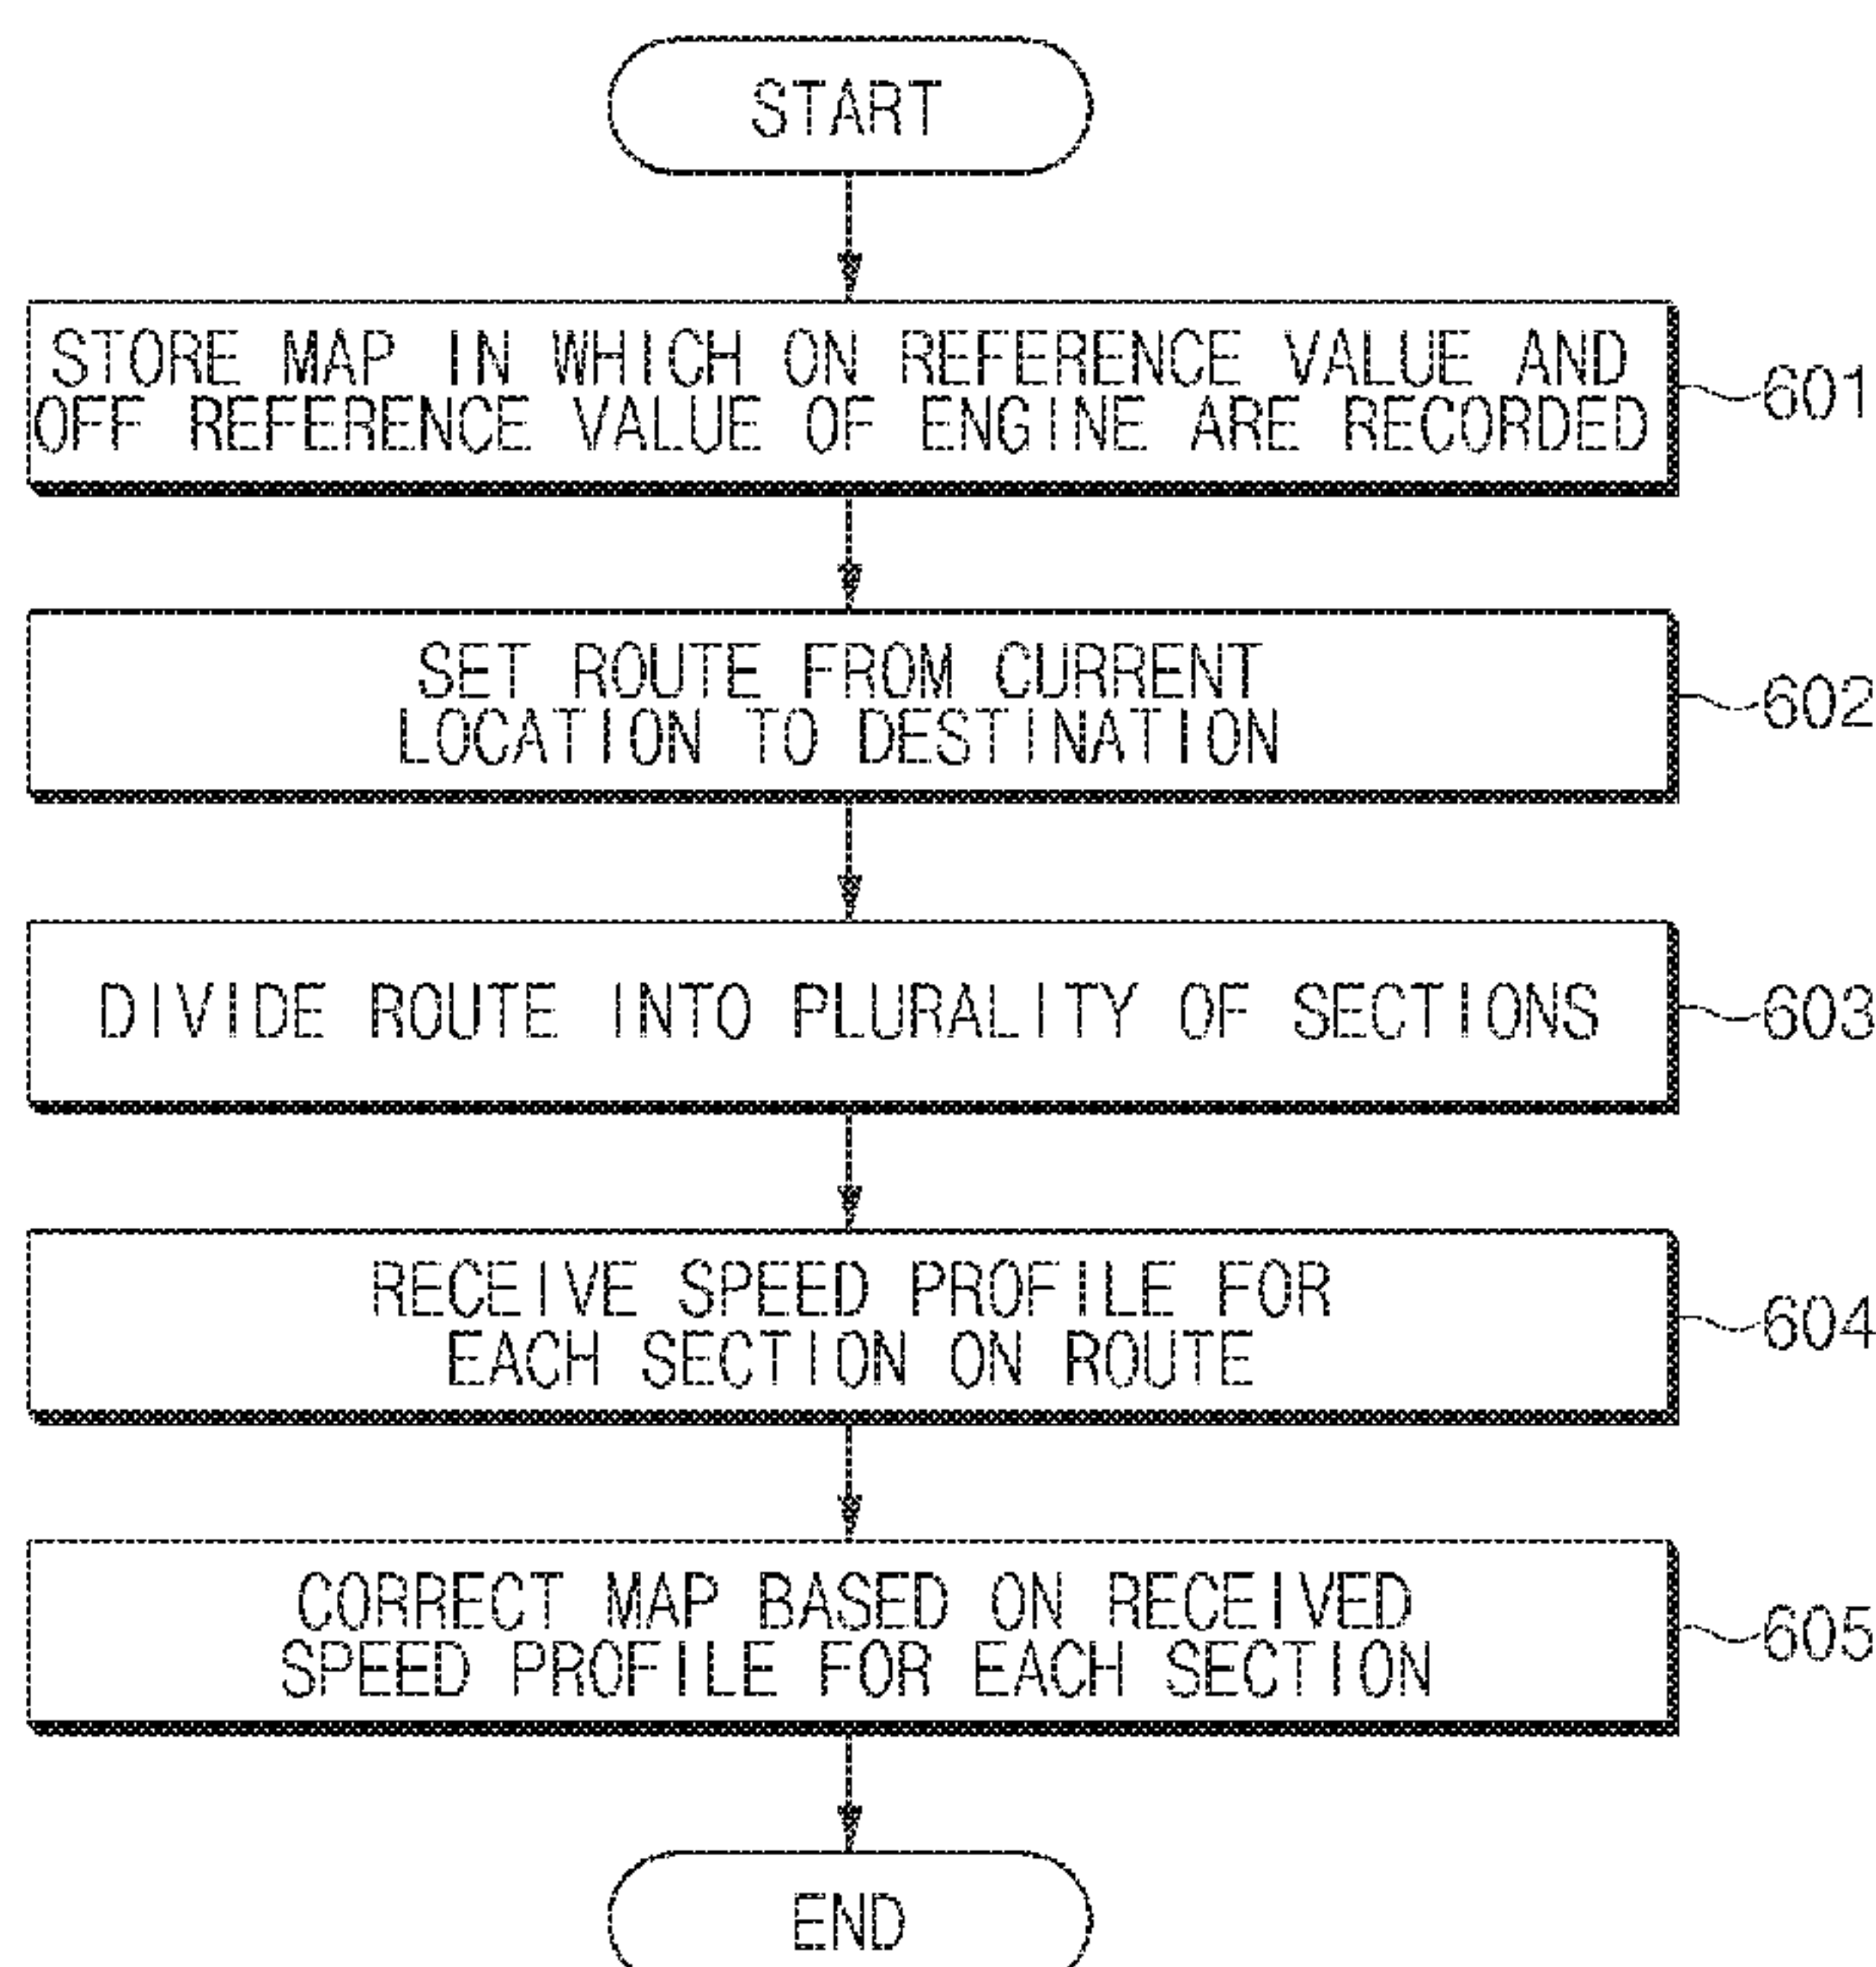 START
STORE MAP IN WHICH ON REFERENCE VALUE AND
OFF REFERENCE VALUE OF ENGINE ARE RECORDED
601
SET ROUTE FROM CURRENT
LOCATION TO DESTINATION
602
DIVIDE ROUTE INTO PLURALITY OF SECTIONS
603
RECEIVE SPEED PROFILE FOR
EACH SECTION ON ROUTE
604
CORRECT MAP BASED ON RECEIVED
SPEED PROFILE FOR EACH SECTION
605
END